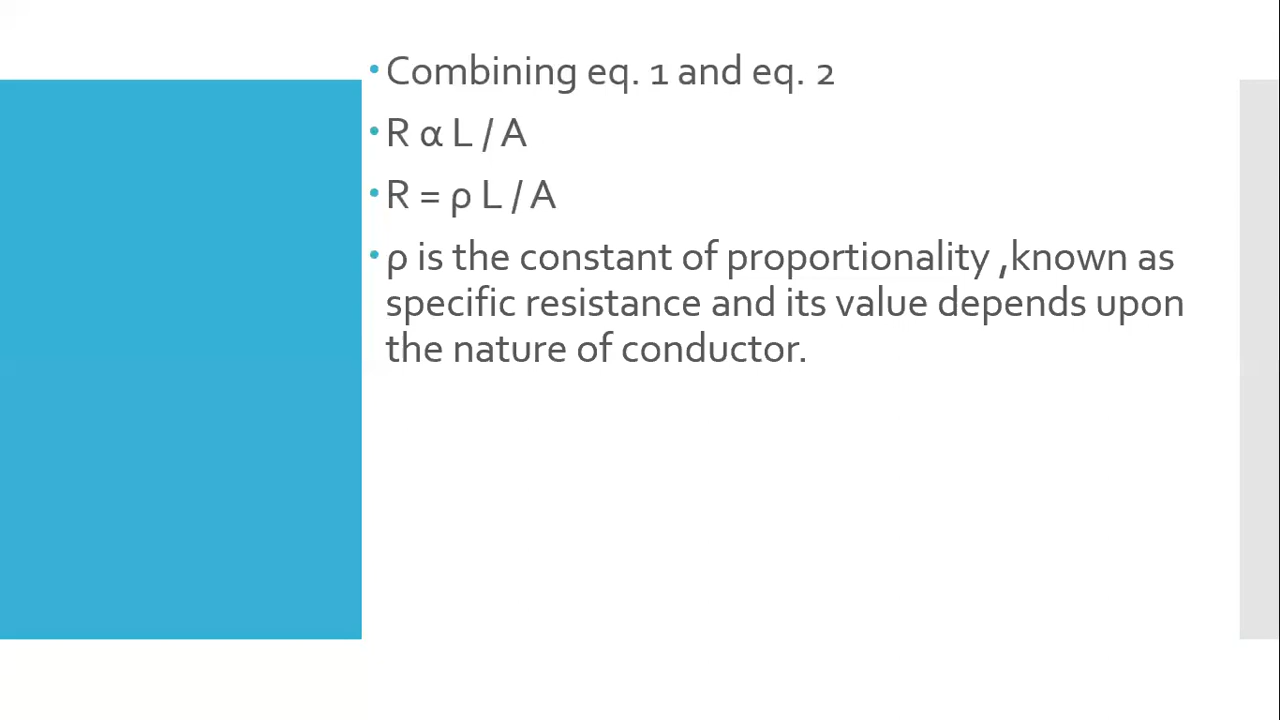 • Combining eq. 1 and eq. 2
• R α L / A
• R = ρ L / A
• ρ is the constant of proportionality ,known as
specific resistance and its value depends upon
the nature of conductor.